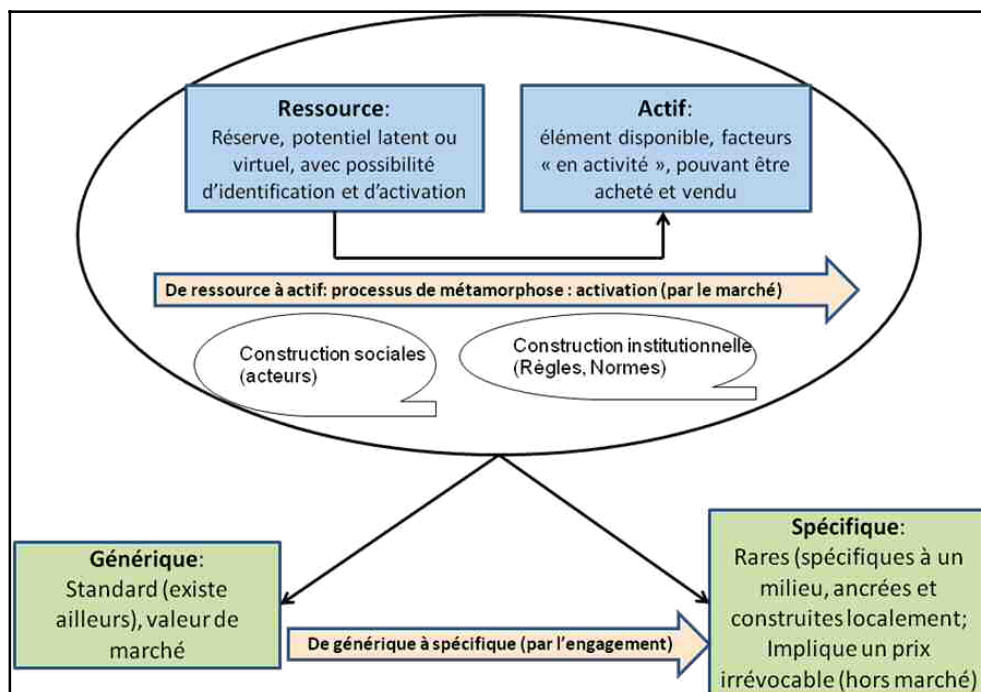 Ressource:
Réserve, potentiel latent ou
virtuel, avec possibilité
d'identification et d'activation
Actif:
élément disponible, facteurs
« en activité », pouvant être
acheté et vendu
De ressource à actif: processus de métamorphose : activation (par le marché)
Construction sociales
(acteurs)
Construction institutionnelle
(Règles, Normes)
Générique:
Standard (existe
ailleurs), valeur de
marché
De générique à spécifique (par l'engagement)
Spécifique:
Rares (spécifiques à un
milieu, ancrées et
construites localement;
Implique un prix
irrévocable (hors marché)